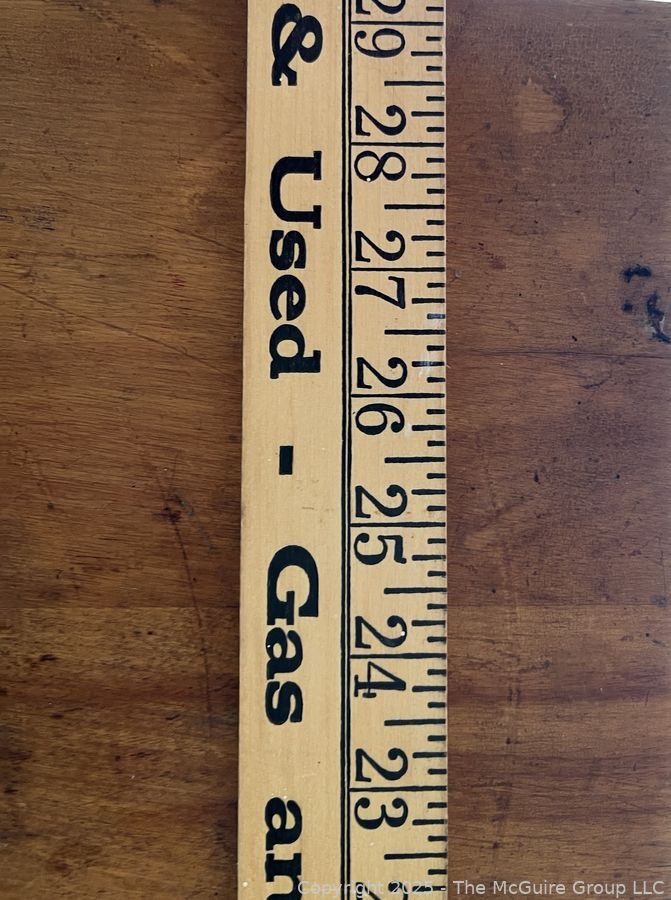 & Used - Gas an
29 28 27 26 25 24 23
Copyright 2025 - The McGuire Group LLC